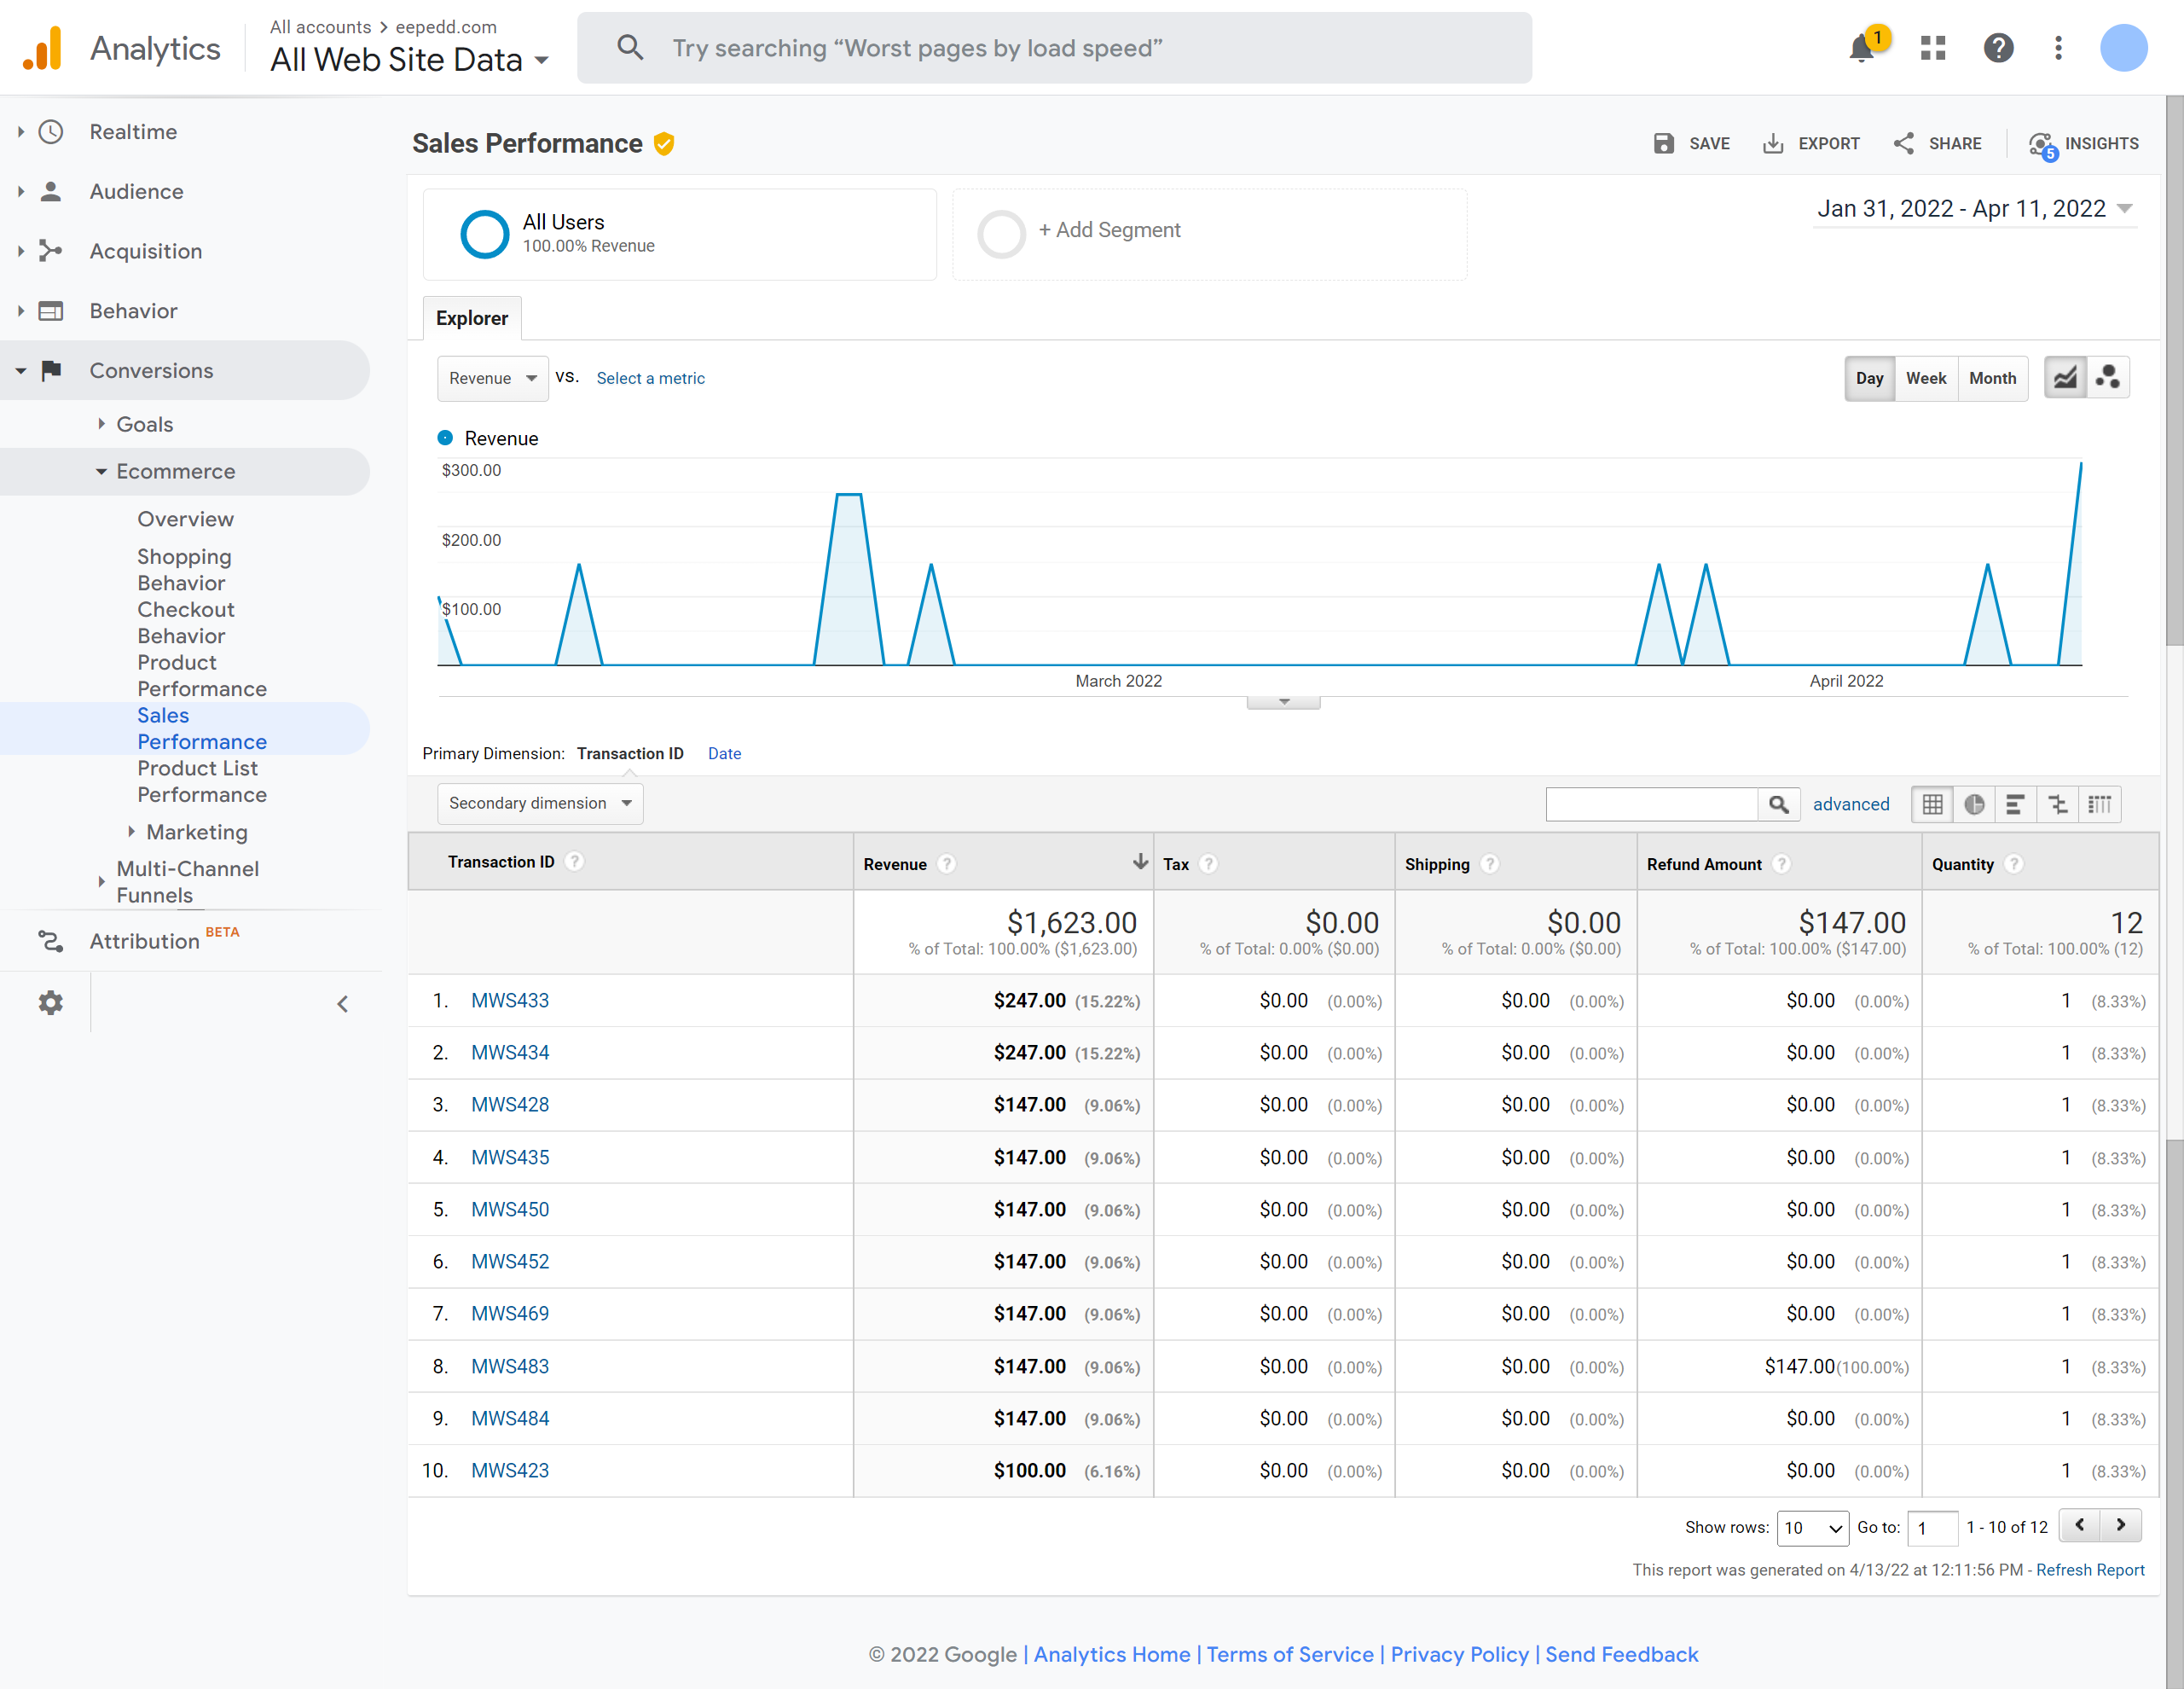 Analytics
All accounts > eepedd.com
All Web Site Data
Try searching “Worst pages by load speed”
1
Realtime
Audience
Acquisition
Behavior
Conversions
Goals
Ecommerce
Overview
Shopping
Behavior
Checkout
Behavior
Product
Performance
Sales
Performance
Product List
Performance
Marketing
Multi-Channel
Funnels
Attribution BETA
Sales Performance
SAVE EXPORT SHARE 5 INSIGHTS
All Users
100.00% Revenue
+ Add Segment
Jan 31, 2022 - Apr 11, 2022
Explorer
Revenue VS. Select a metric
Day Week Month
Revenue
$300.00
$200.00
$100.00
March 2022 April 2022
Primary Dimension: Transaction ID Date
Secondary dimension
advanced
Transaction ID ? Revenue ? Tax ? Shipping ? Refund Amount ? Quantity ?
$1,623.00 $0.00 $0.00 $147.00 12
% of Total: 100.00% ($1,623.00) % of Total: 0.00% ($0.00) % of Total: 0.00% ($0.00) % of Total: 100.00% ($147.00) % of Total: 100.00% (12)
1. MWS433 $247.00 (15.22%) $0.00 (0.00%) $0.00 (0.00%) $0.00 (0.00%) 1 (8.33%)
2. MWS434 $247.00 (15.22%) $0.00 (0.00%) $0.00 (0.00%) $0.00 (0.00%) 1 (8.33%)
3. MWS428 $147.00 (9.06%) $0.00 (0.00%) $0.00 (0.00%) $0.00 (0.00%) 1 (8.33%)
4. MWS435 $147.00 (9.06%) $0.00 (0.00%) $0.00 (0.00%) $0.00 (0.00%) 1 (8.33%)
5. MWS450 $147.00 (9.06%) $0.00 (0.00%) $0.00 (0.00%) $0.00 (0.00%) 1 (8.33%)
6. MWS452 $147.00 (9.06%) $0.00 (0.00%) $0.00 (0.00%) $0.00 (0.00%) 1 (8.33%)
7. MWS469 $147.00 (9.06%) $0.00 (0.00%) $0.00 (0.00%) $0.00 (0.00%) 1 (8.33%)
8. MWS483 $147.00 (9.06%) $0.00 (0.00%) $0.00 (0.00%) $147.00(100.00%) 1 (8.33%)
9. MWS484 $147.00 (9.06%) $0.00 (0.00%) $0.00 (0.00%) $0.00 (0.00%) 1 (8.33%)
10. MWS423 $100.00 (6.16%) $0.00 (0.00%) $0.00 (0.00%) $0.00 (0.00%) 1 (8.33%)
Show rows: 10 Go to: 1 1 - 10 of 12
This report was generated on 4/13/22 at 12:11:56 PM - Refresh Report
© 2022 Google | Analytics Home | Terms of Service | Privacy Policy | Send Feedback